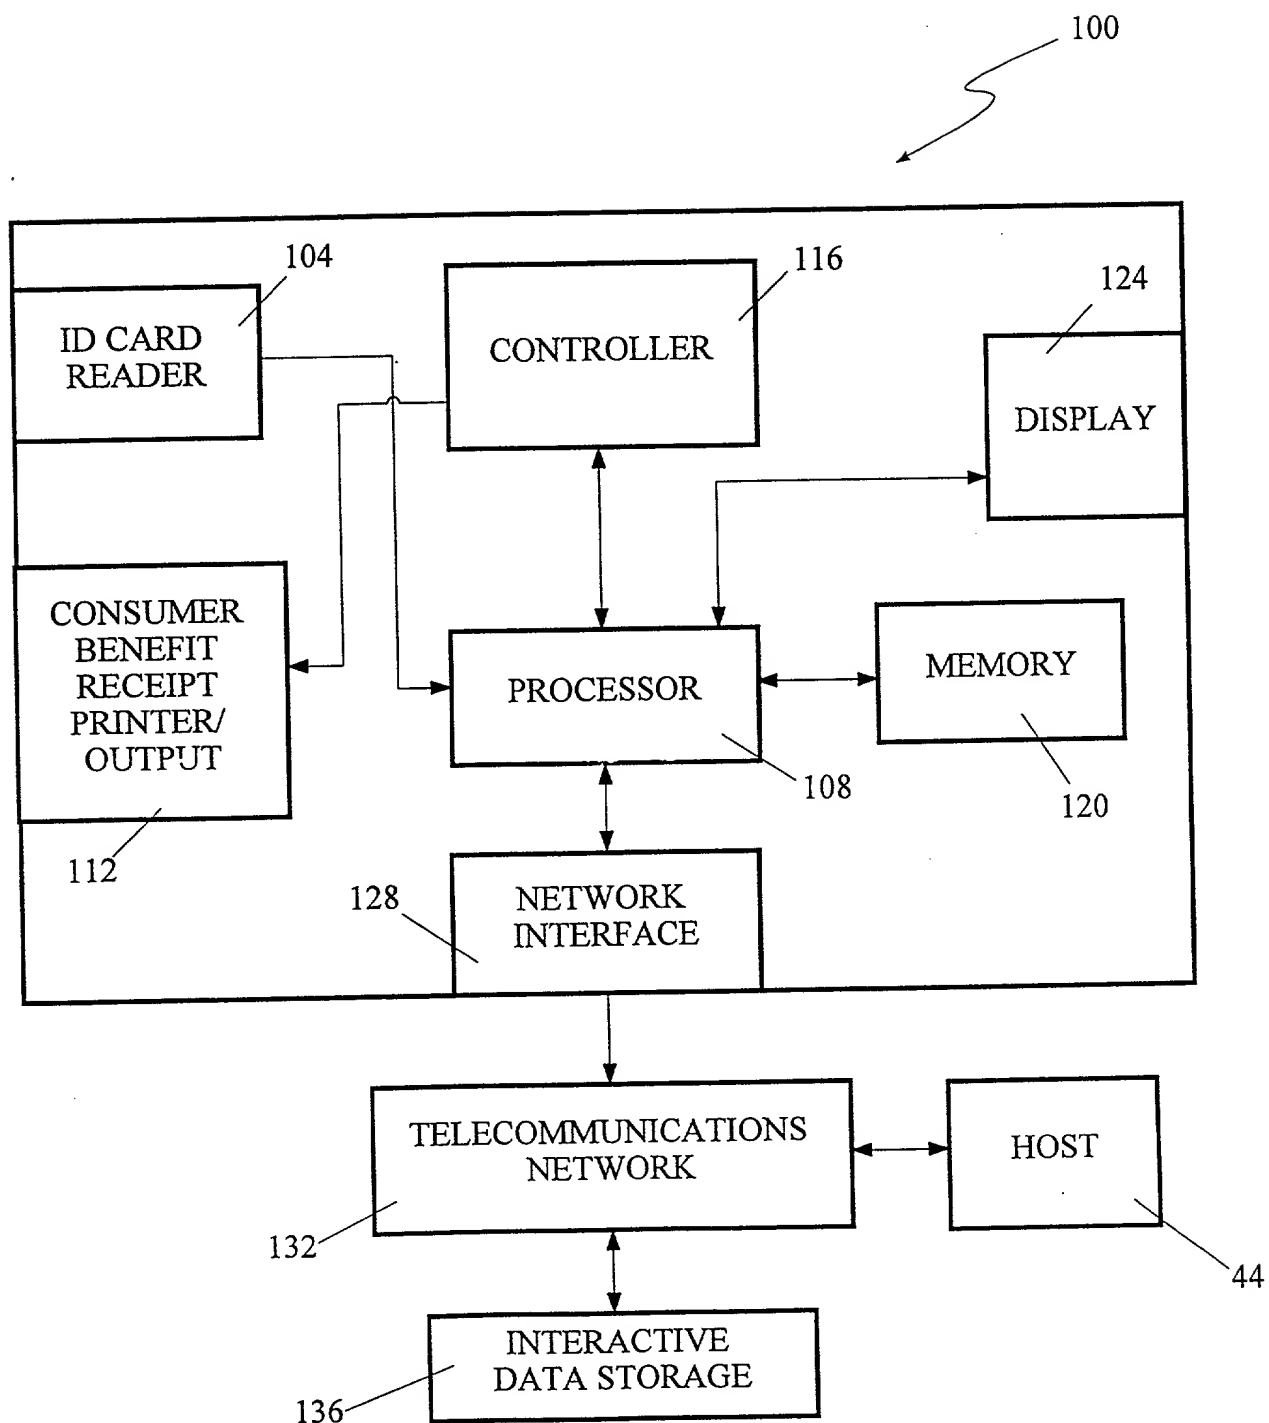 100
104
116
124
ID CARD
READER
CONTROLLER
DISPLAY
CONSUMER
BENEFIT
RECEIPT
PRINTER/
OUTPUT
PROCESSOR
MEMORY
108
120
112
128
NETWORK
INTERFACE
TELECOMMUNICATIONS
NETWORK
HOST
132
44
INTERACTIVE
DATA STORAGE
136